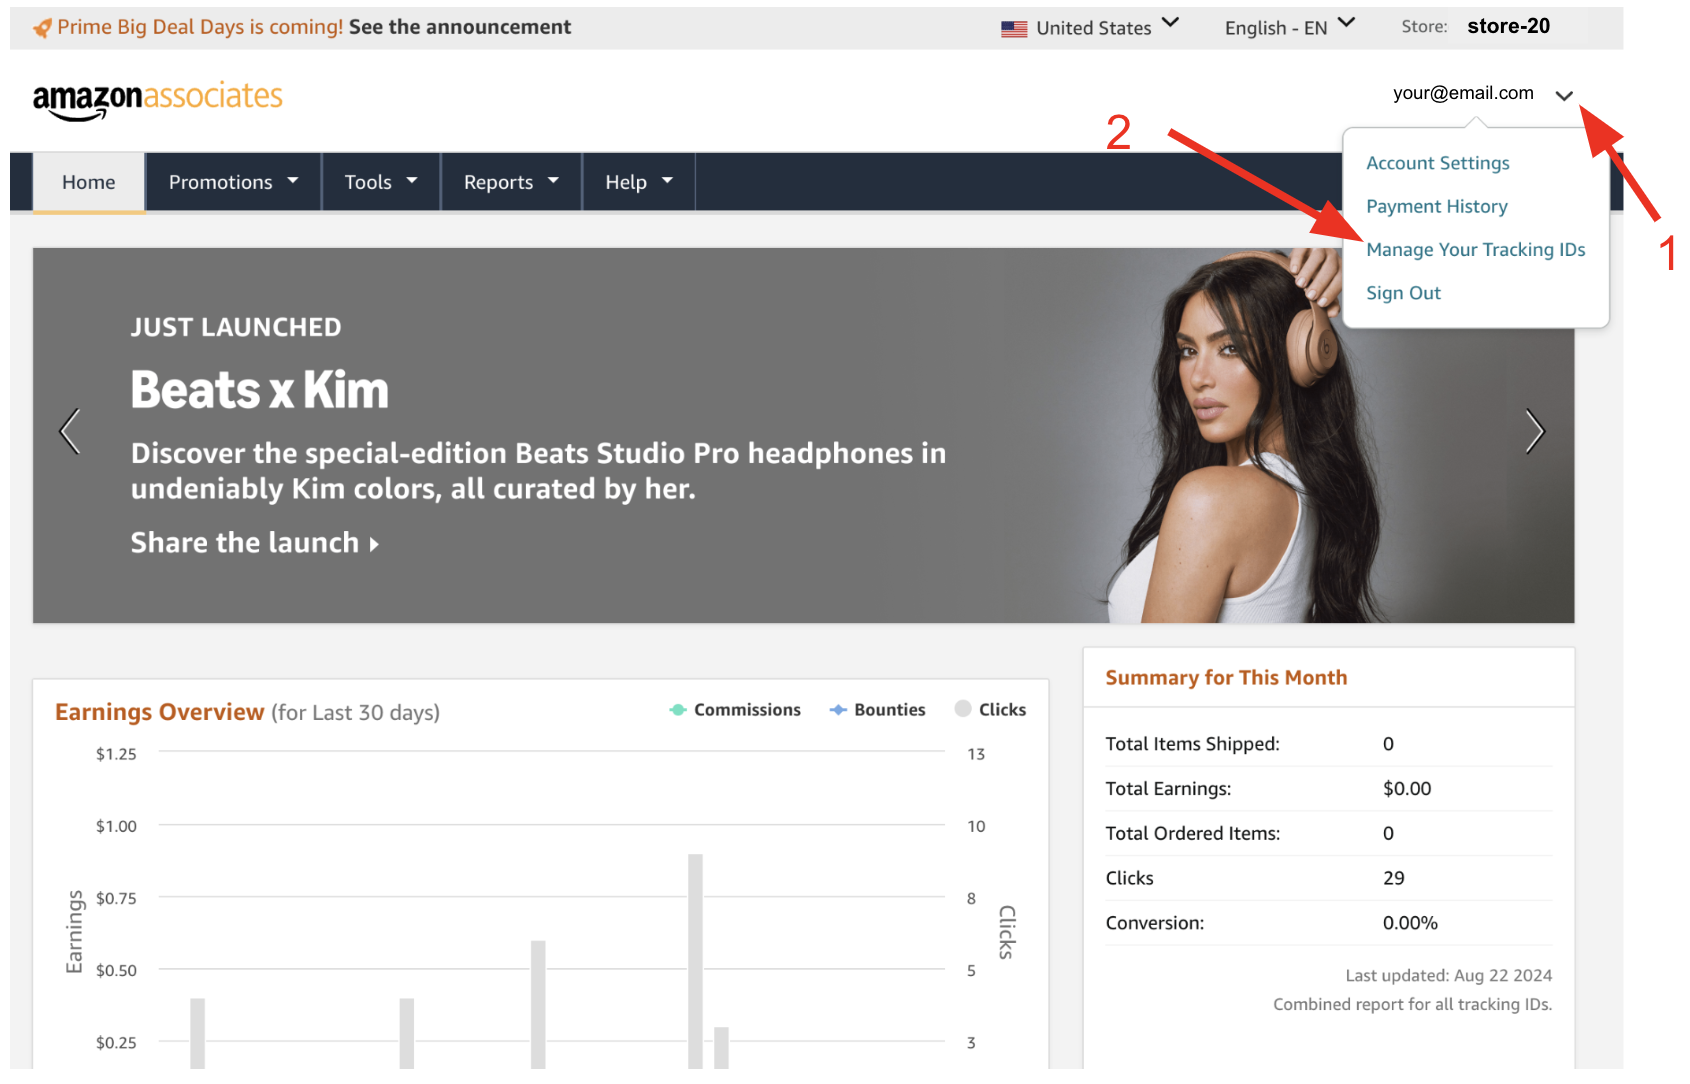 Prime Big Deal Days is coming! See the announcement
United States
English - EN
Store: store-20
amazonassociates
your@email.com
1
2
Account Settings
Payment History
Manage Your Tracking IDs
Sign Out
Home
Promotions
Tools
Reports
Help
JUST LAUNCHED
Beats x Kim
Discover the special-edition Beats Studio Pro headphones in
undeniably Kim colors, all curated by her.
Share the launch
Earnings Overview (for Last 30 days)
Commissions
Bounties
Clicks
$1.25
$1.00
$0.75
$0.50
$0.25
Earnings
13
10
8
5
3
Clicks
Summary for This Month
Total Items Shipped: 0
Total Earnings: $0.00
Total Ordered Items: 0
Clicks 29
Conversion: 0.00%
Last updated: Aug 22 2024
Combined report for all tracking IDs.